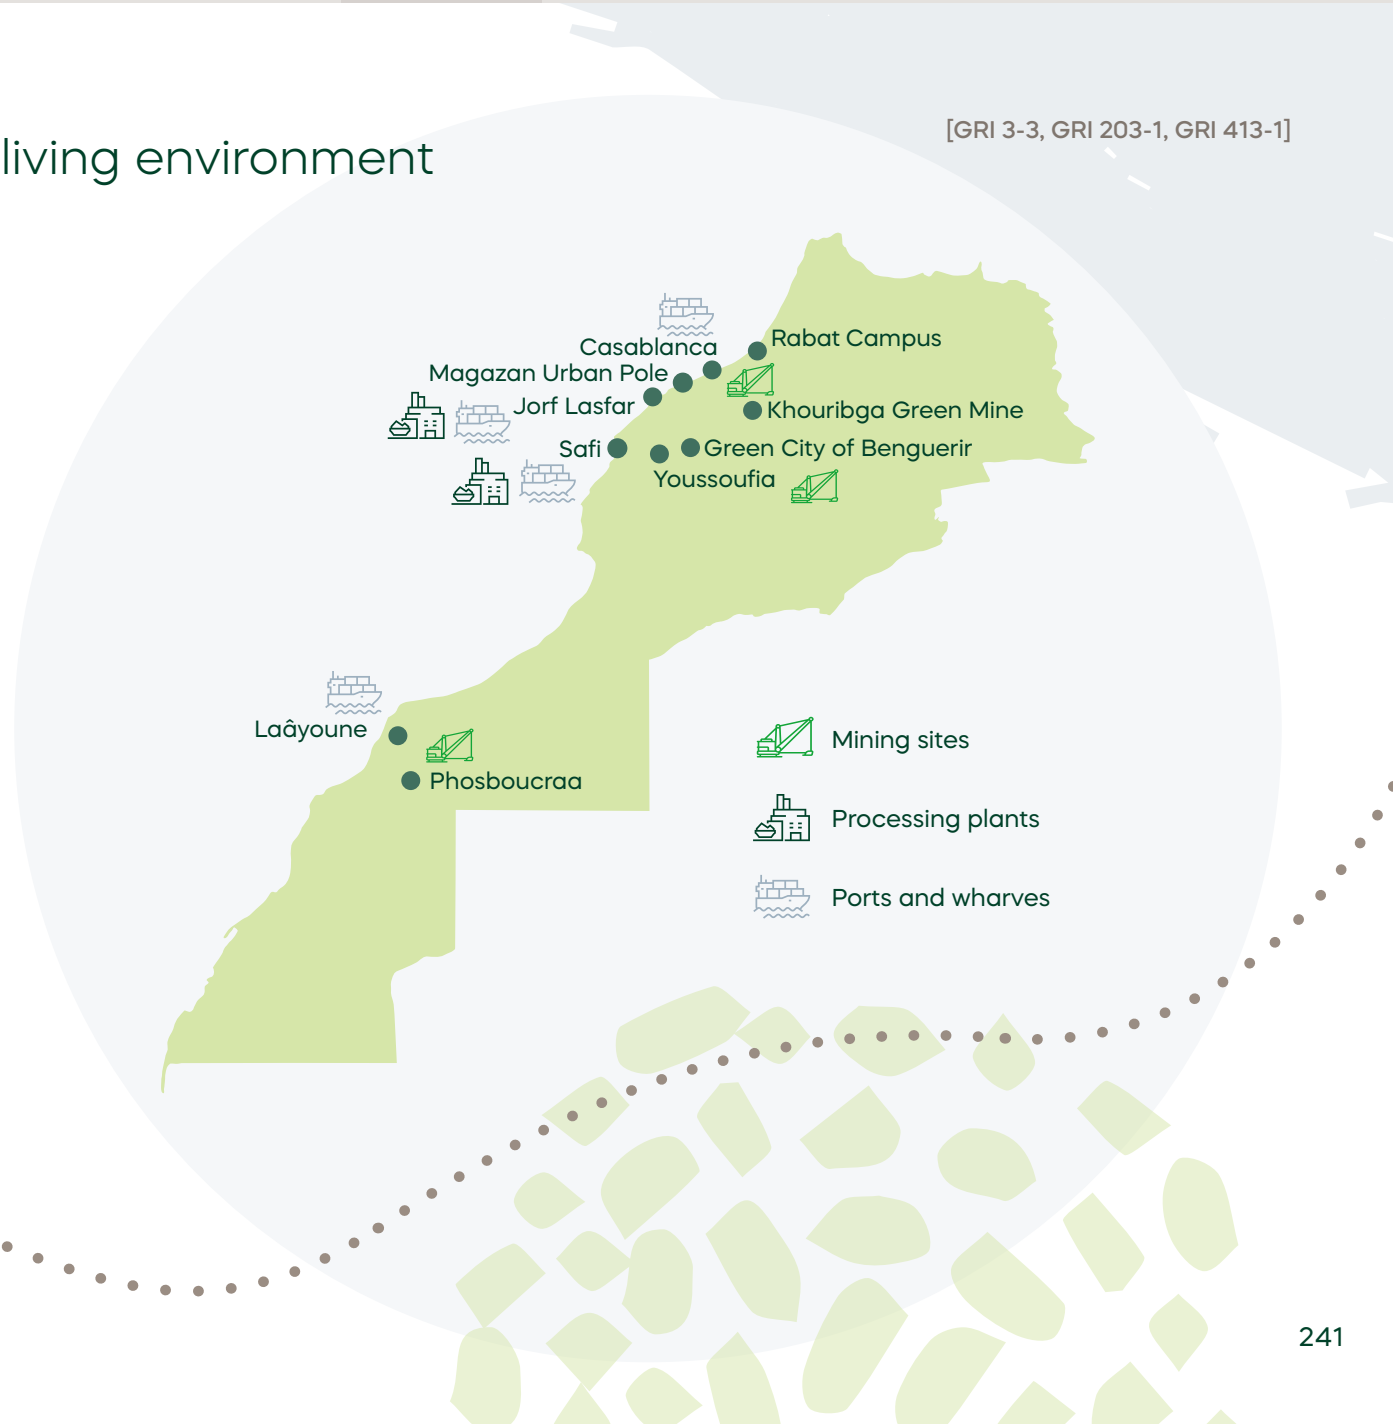 [GRI 3-3, GRI 203-1, GRI 413-1]
living environment
Rabat Campus
Casablanca
Magazan Urban Pole
Jorf Lasfar
Khouribga Green Mine
Safi
Green City of Benguerir
Youssoufia
Laâyoune
Phosboucraa
Mining sites
Processing plants
Ports and wharves
241